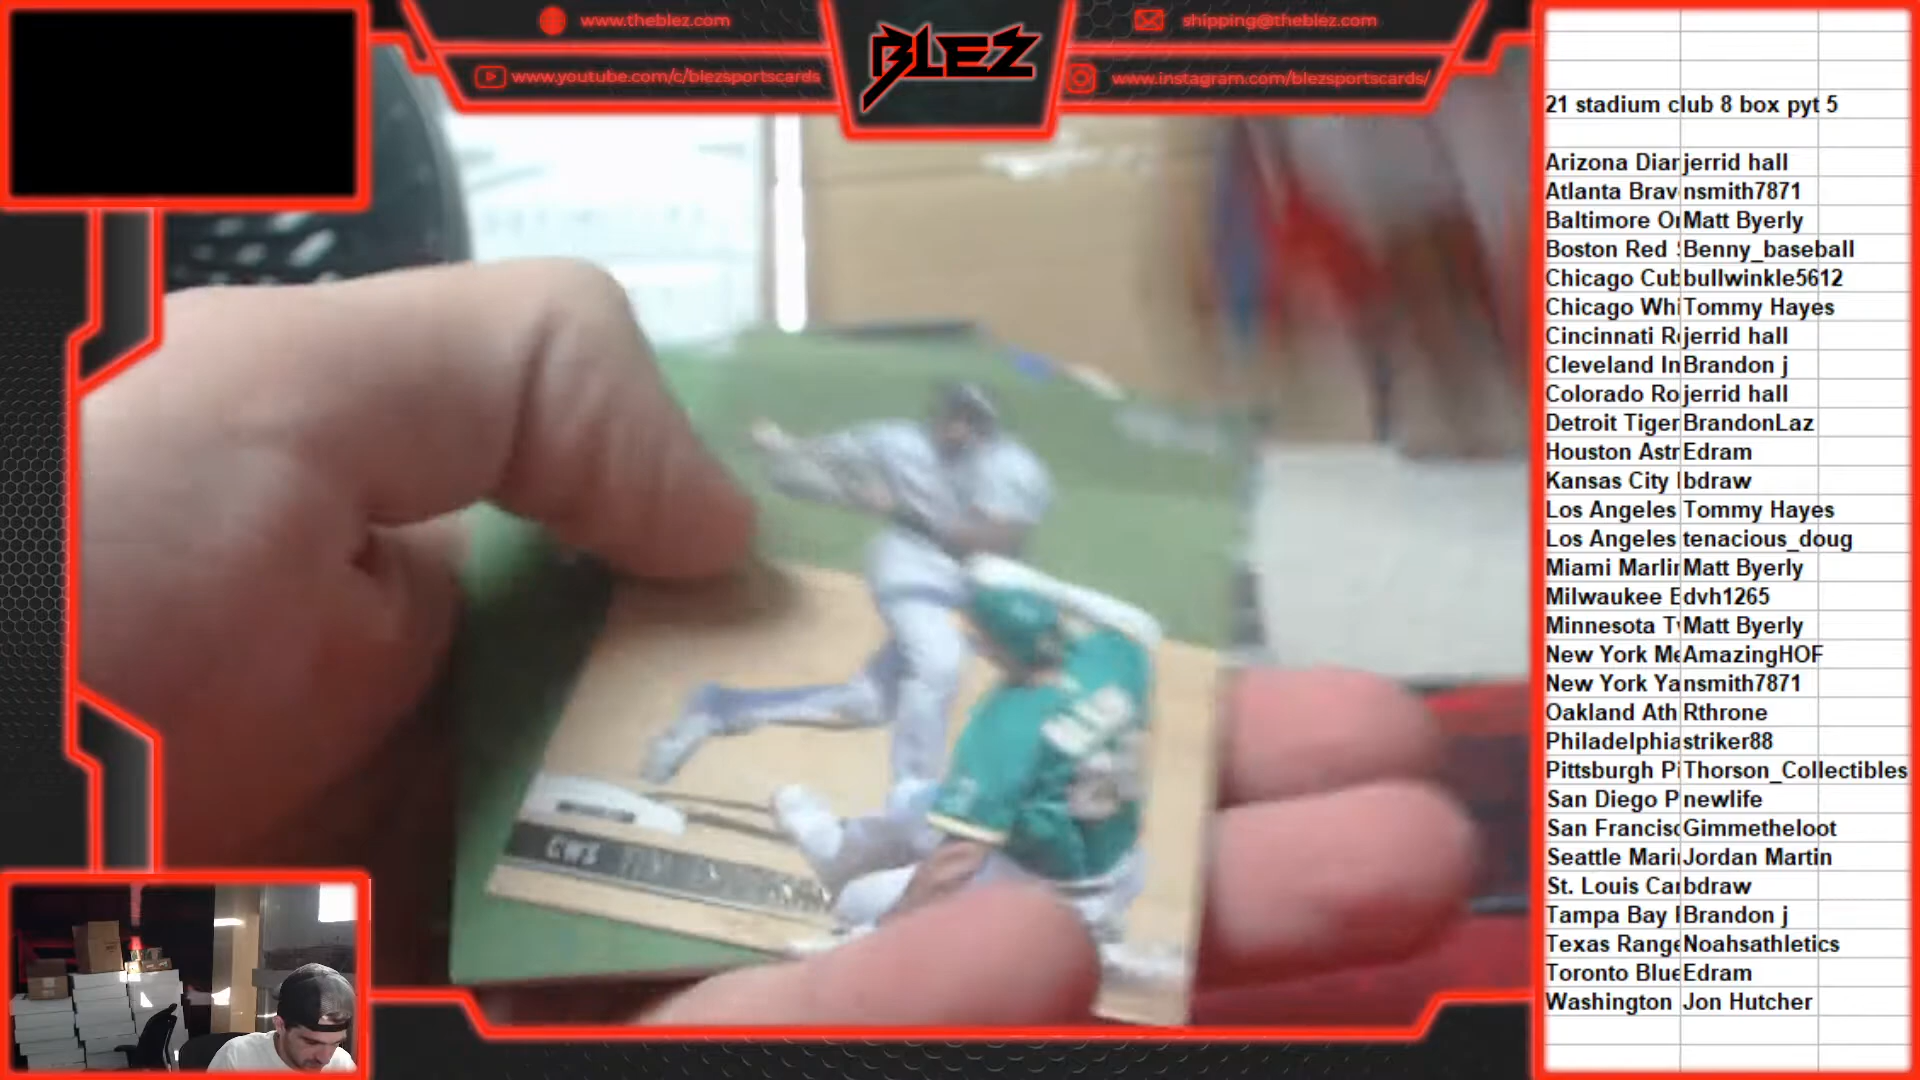 www.theblez.com
www.youtube.com/c/blezsportscards
BLEZ
shipping@theblez.com
www.instagram.com/blezsportscards/
21 stadium club 8 box pyt 5
Arizona Diar jerrid hall
Atlanta Brav nsmith7871
Baltimore Or Matt Byerly
Boston Red Benny_baseball
Chicago Cub bullwinkle5612
Chicago Whi Tommy Hayes
Cincinnati Re jerrid hall
Cleveland In Brandon j
Colorado Ro jerrid hall
Detroit Tiger BrandonLaz
Houston Astr Edram
Kansas City bdraw
Los Angeles Tommy Hayes
Los Angeles tenacious_doug
Miami Marlin Matt Byerly
Milwaukee B dvh1265
Minnesota Tw Matt Byerly
New York Me AmazingHOF
New York Ya nsmith7871
Oakland Ath Rthrone
Philadelphia striker88
Pittsburgh Pi Thorson_Collectibles
San Diego P newlife
San Francisc Gimmetheloot
Seattle Mari Jordan Martin
St. Louis Car bdraw
Tampa Bay Brandon j
Texas Range Noahsathletics
Toronto Blue Edram
Washington Jon Hutcher
CWS